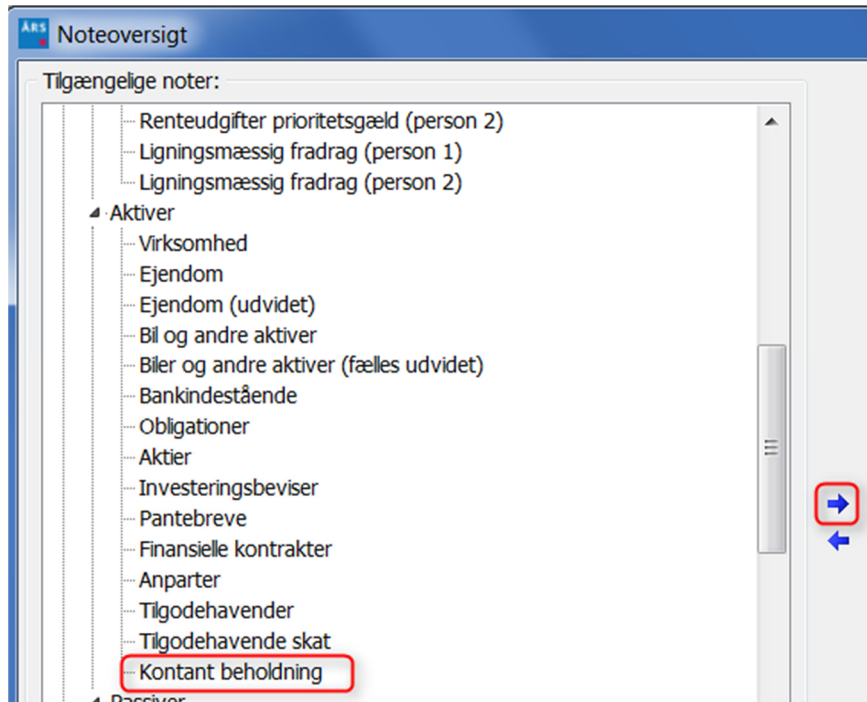 ÅRS
Noteoversigt
Tilgængelige noter:
Renteudgifter prioritetsgæld (person 2)
Ligningsmæssig fradrag (person 1)
Ligningsmæssig fradrag (person 2)
Aktiver
Virksomhed
Ejendom
Ejendom (udvidet)
Bil og andre aktiver
Biler og andre aktiver (fælles udvidet)
Bankindestående
Obligationer
Aktier
Investeringsbeviser
Pantebreve
Finansielle kontrakter
Anparter
Tilgodehavender
Tilgodehavende skat
Kontant beholdning
Passiver